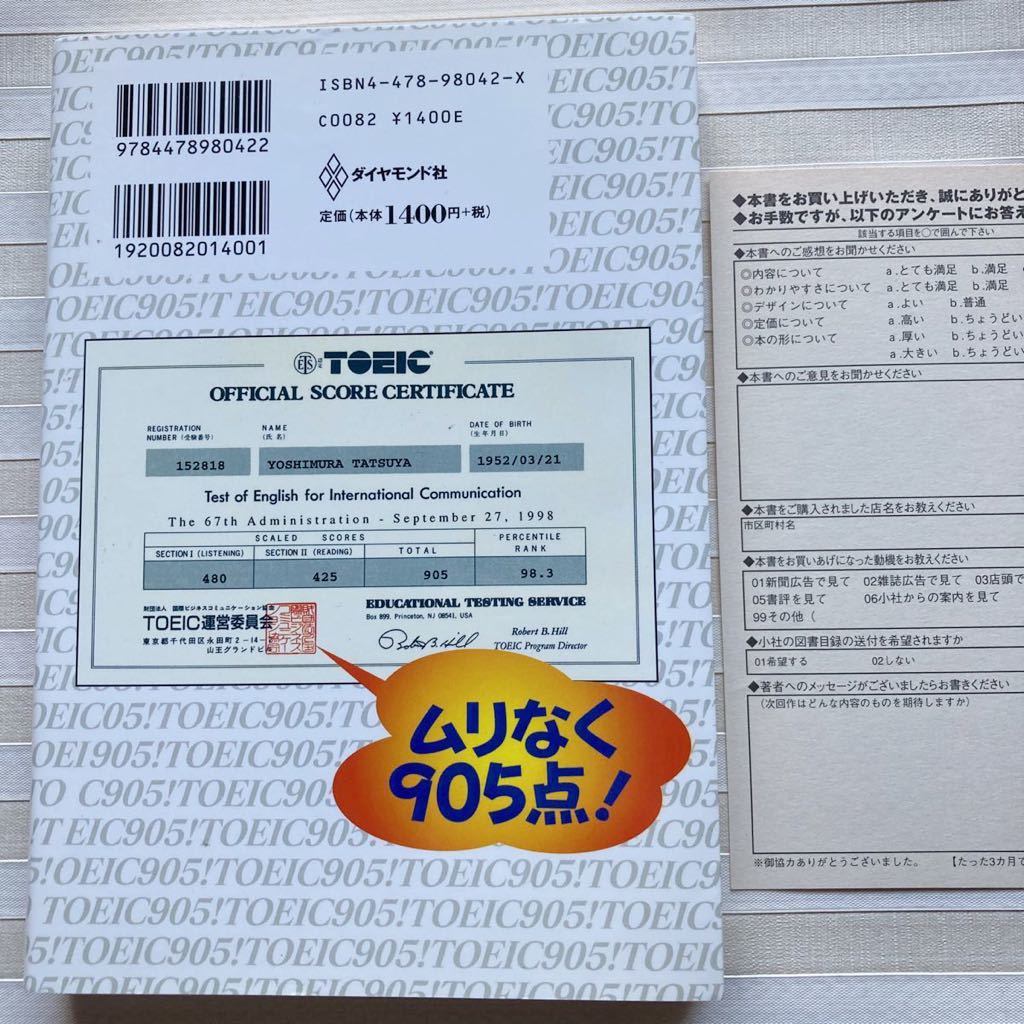 ISBN4-478-98042-X
C0082 ¥1400E
9784478980422
ダイヤモンド社
定価(本体1400円+税)
1920082014001
TOEIC
OFFICIAL SCORE CERTIFICATE
REGISTRATION NUMBER (受験番号)
NAME (氏名)
DATE OF BIRTH (生年月日)
152818
YOSHIMURA TATSUYA
1952/03/21
Test of English for International Communication
The 67th Administration - September 27, 1998
SCALED SCORES
PERCENTILE RANK
SECTION I (LISTENING)
SECTION II (READING)
TOTAL
480
425
905
98.3
財団法人 国際ビジネスコミュニケーション協会
TOEIC運営委員会
東京都千代田区永田町2-14-
山王グランドビ
EDUCATIONAL TESTING SERVICE
Box 899, Princeton, NJ 08541, USA
Robert B. Hill
TOEIC Program Director
ムリなく
905点!
TOEIC905!TOEIC905!TOEIC905!TOEIC
◆本書をお買い上げいただき、誠にありがと
◆お手数ですが、以下のアンケートにお答え
該当する項目を○で囲んで下さい
◆本書へのご感想をお聞かせください
◎内容について a.とても満足 b.満足
◎わかりやすさについて a.とても満足 b.満足
◎デザインについて a.よい b.普通
◎定価について a.高い b.ちょうどい
◎本の形について a.厚い b.ちょうどい
a.大きい b.ちょうどい
◆本書へのご意見をお聞かせください
◆本書をご購入されました店名をお教えください
市区町村名
◆本書をお買いあげになった動機をお教えください
01新聞広告で見て 02雑誌広告で見て 03店頭で
05書評を見て 06小社からの案内を見て
99その他(
◆小社の図書目録の送付を希望されますか
01希望する 02しない
◆著者へのメッセージがございましたらお書きください
(次回作はどんな内容のものを期待しますか)
※御協力ありがとうございました。 【たった3カ月で